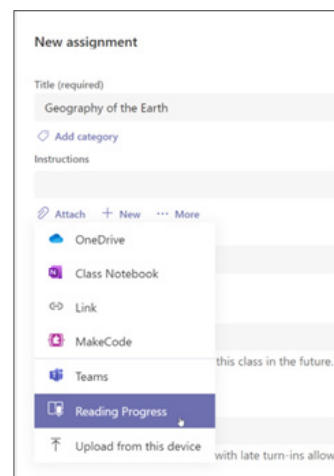 New assignment
Title (required)
Geography of the Earth
Add category
Instructions
Attach + New ··· More
OneDrive
Class Notebook
Link
MakeCode
this class in the future.
Teams
Reading Progress
Upload from this device
with late turn-ins allow